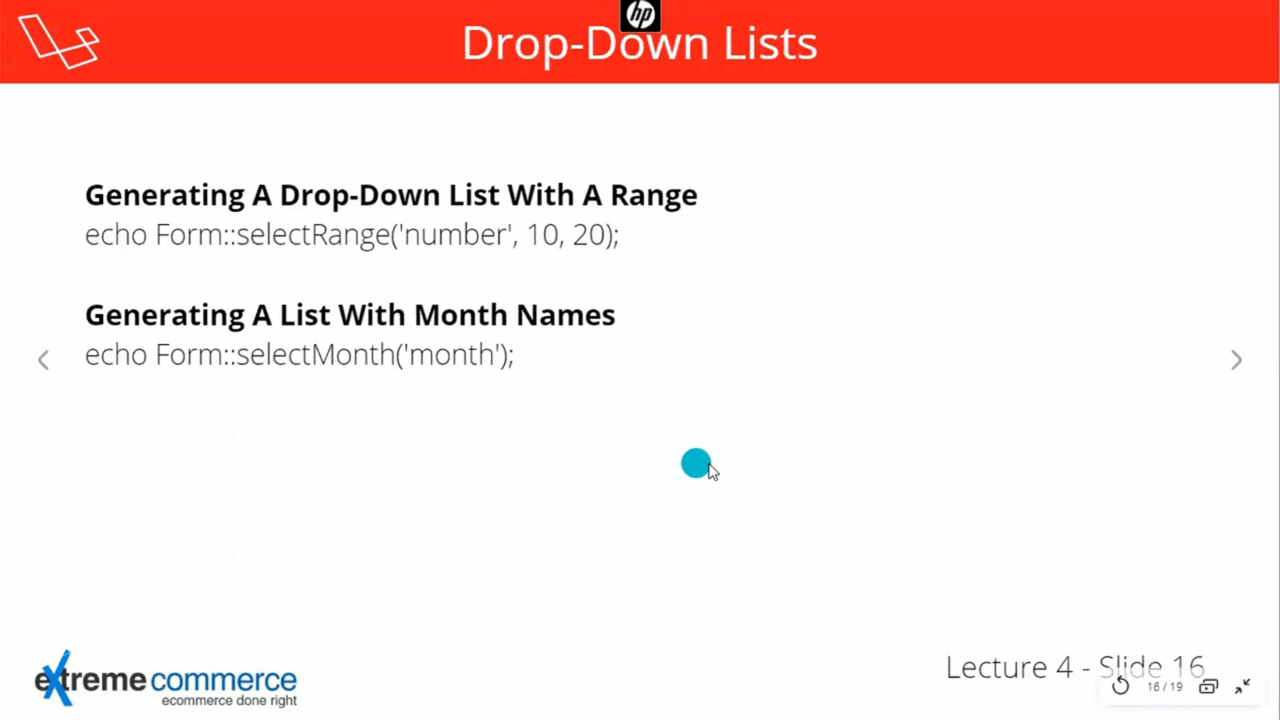 hp
Drop-Down Lists
Generating A Drop-Down List With A Range
echo Form::selectRange('number', 10, 20);
Generating A List With Month Names
echo Form::selectMonth('month');
extreme commerce
ecommerce done right
Lecture 4 - Slide 16
16/19